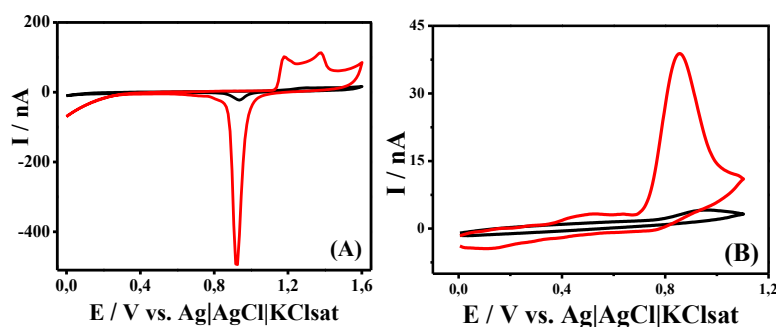 200
0
-200
-400
I / nA
0,0 0,4 0,8 1,2 1,6
E / V vs. Ag|AgCl|KClsat
(A)
45
30
15
0
I / nA
0,0 0,4 0,8 1,2
E / V vs. Ag|AgCl|KClsat
(B)